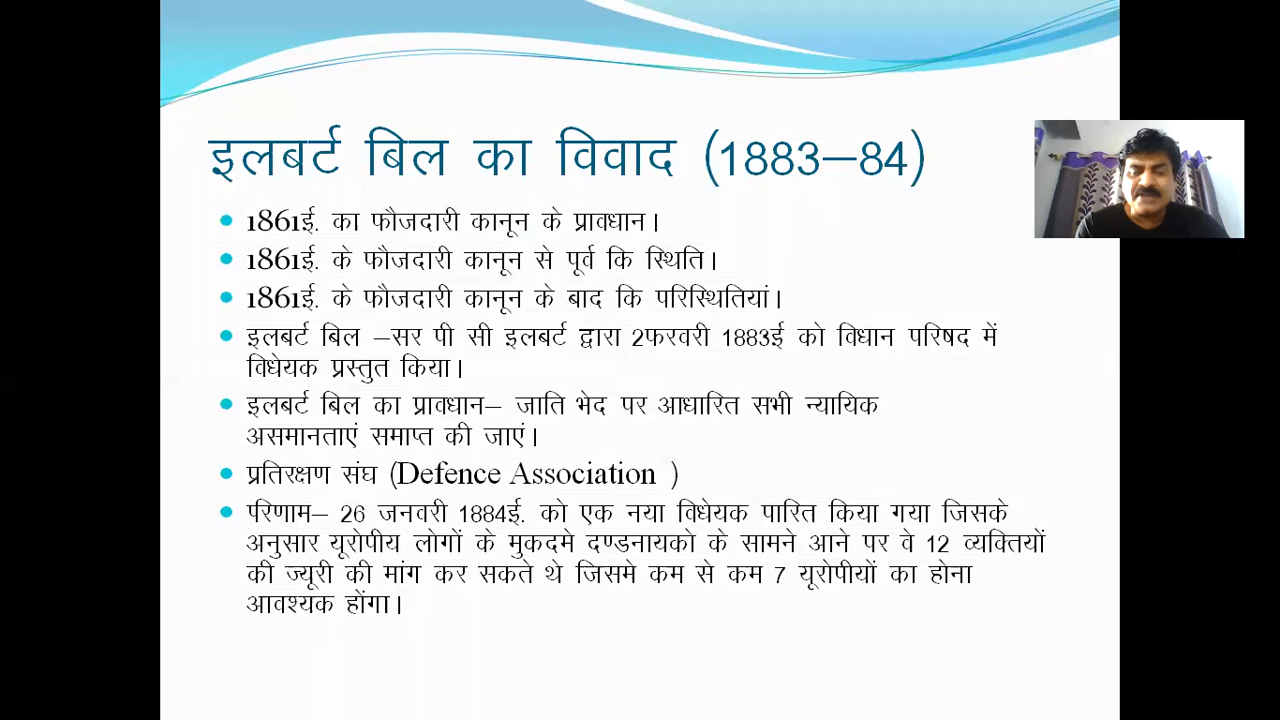 इलबर्ट बिल का विवाद (1883–84)
1861ई. का फौजदारी कानून के प्रावधान।
1861ई. के फौजदारी कानून से पूर्व कि स्थिति।
1861ई. के फौजदारी कानून के बाद कि परिस्थितियां।
इलबर्ट बिल –सर पी सी इलबर्ट द्वारा 2फरवरी 1883ई को विधान परिषद में
विधेयक प्रस्तुत किया।
इलबर्ट बिल का प्रावधान– जाति भेद पर आधारित सभी न्यायिक
असमानताएं समाप्त की जाएं।
प्रतिरक्षण संघ (Defence Association )
परिणाम– 26 जनवरी 1884ई. को एक नया विधेयक पारित किया गया जिसके
अनुसार यूरोपीय लोगों के मुकदमे दण्डनायको के सामने आने पर वे 12 व्यक्तियों
की ज्यूरी की मांग कर सकते थे जिसमे कम से कम 7 यूरोपीयों का होना
आवश्यक होंगा।